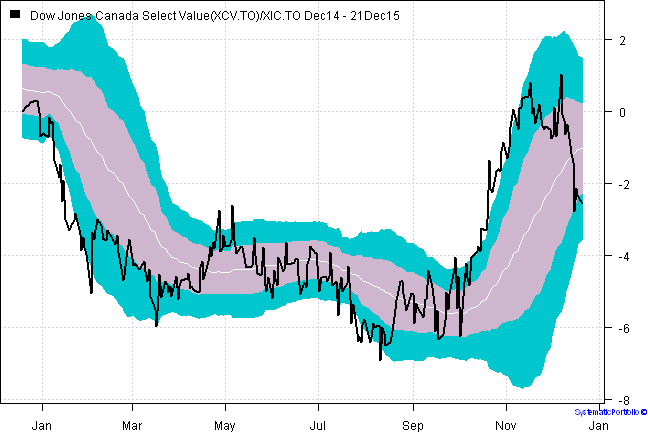 Dow Jones Canada Select Value(XCV.TO)/XIC.TO Dec14 - 21Dec15
2
0
-2
-4
-6
-8
SystematicPortfolio ©
Jan Mar May Jul Sep Nov Jan